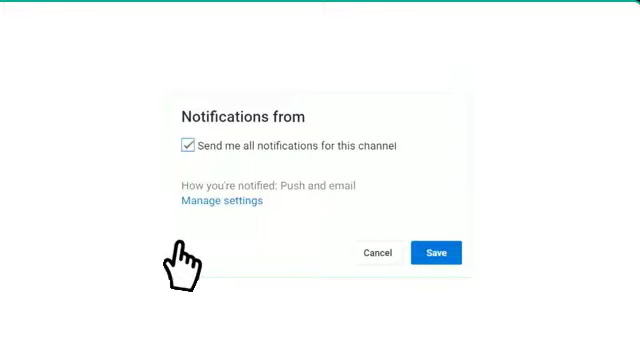 Notifications from
Send me all notifications for this channel
How you're notified: Push and email
Manage settings
Cancel Save